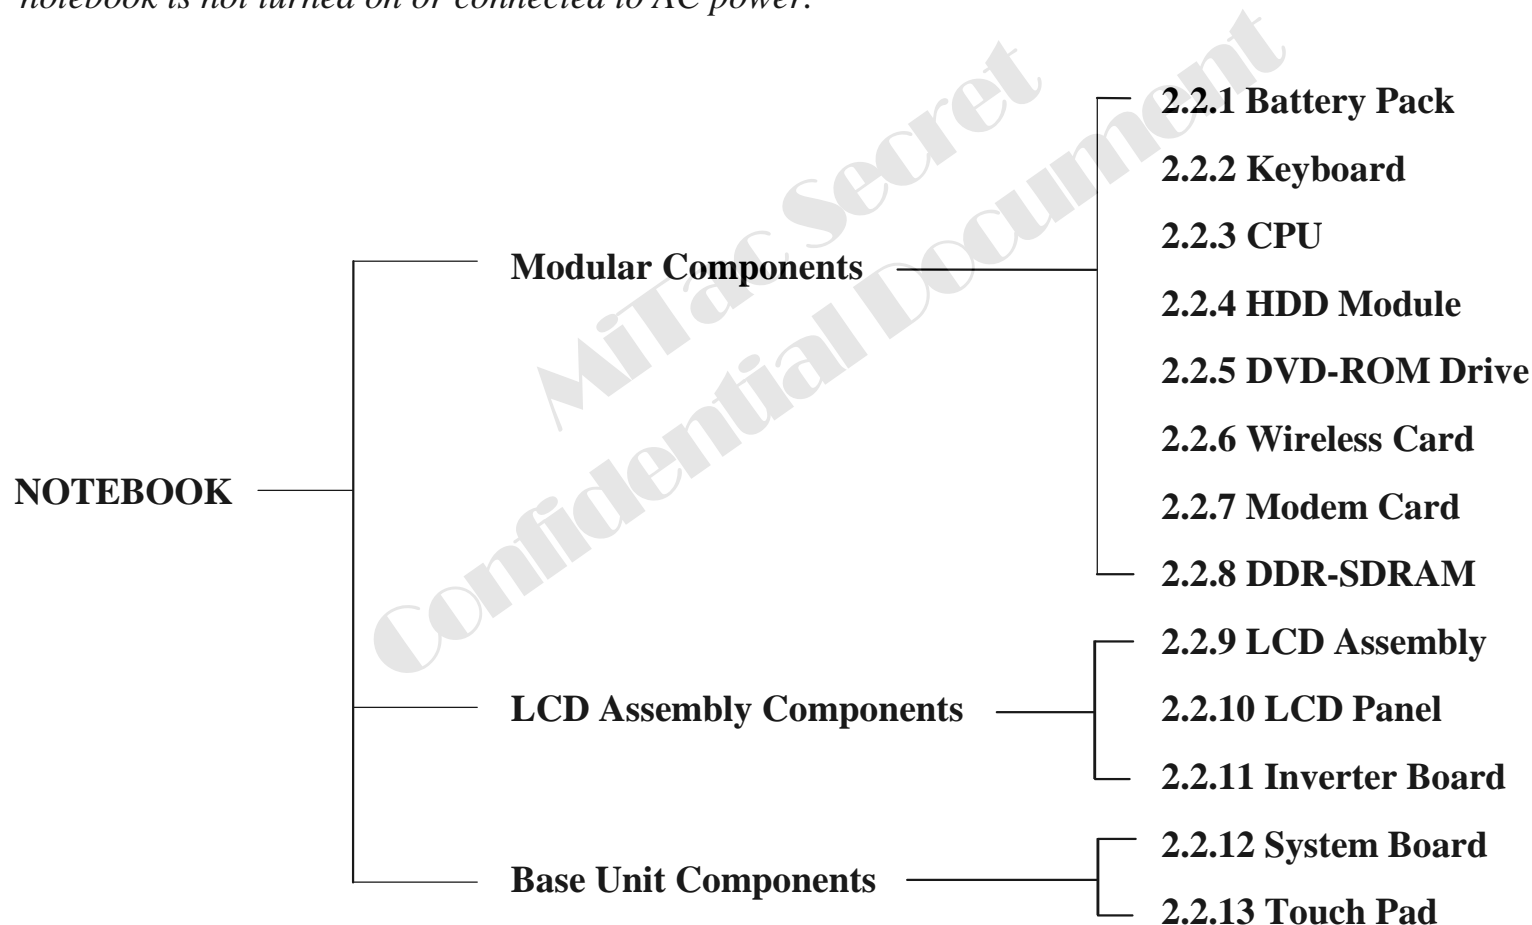 notebook is not turned on or connected to AC power.
MiTac Secret
Confidential Document
NOTEBOOK
Modular Components
2.2.1 Battery Pack
2.2.2 Keyboard
2.2.3 CPU
2.2.4 HDD Module
2.2.5 DVD-ROM Drive
2.2.6 Wireless Card
2.2.7 Modem Card
2.2.8 DDR-SDRAM
LCD Assembly Components
2.2.9 LCD Assembly
2.2.10 LCD Panel
2.2.11 Inverter Board
Base Unit Components
2.2.12 System Board
2.2.13 Touch Pad